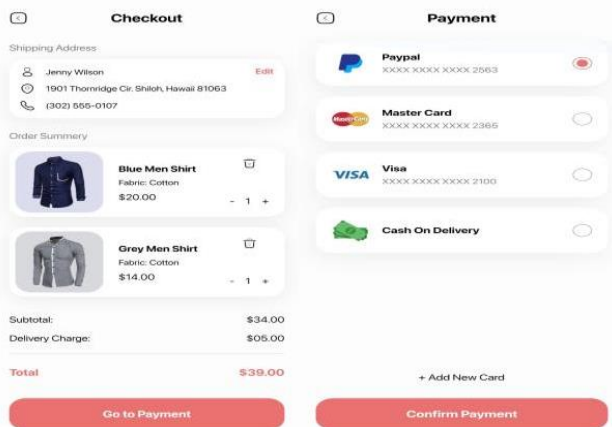 Checkout
Shipping Address
Jenny Wilson
Edit
1901 Thornridge Cir. Shiloh, Hawaii 81063
(302) 555-0107
Order Summery
Blue Men Shirt
Fabric: Cotton
$20.00
- 1 +
Grey Men Shirt
Fabric: Cotton
$14.00
- 1 +
Subtotal: $34.00
Delivery Charge: $05.00
Total $39.00
Go to Payment
Payment
Paypal
XXXX XXXX XXXX 2563
MasterCard
Master Card
XXXX XXXX XXXX 2365
VISA
Visa
XXXX XXXX XXXX 2100
Cash On Delivery
+ Add New Card
Confirm Payment